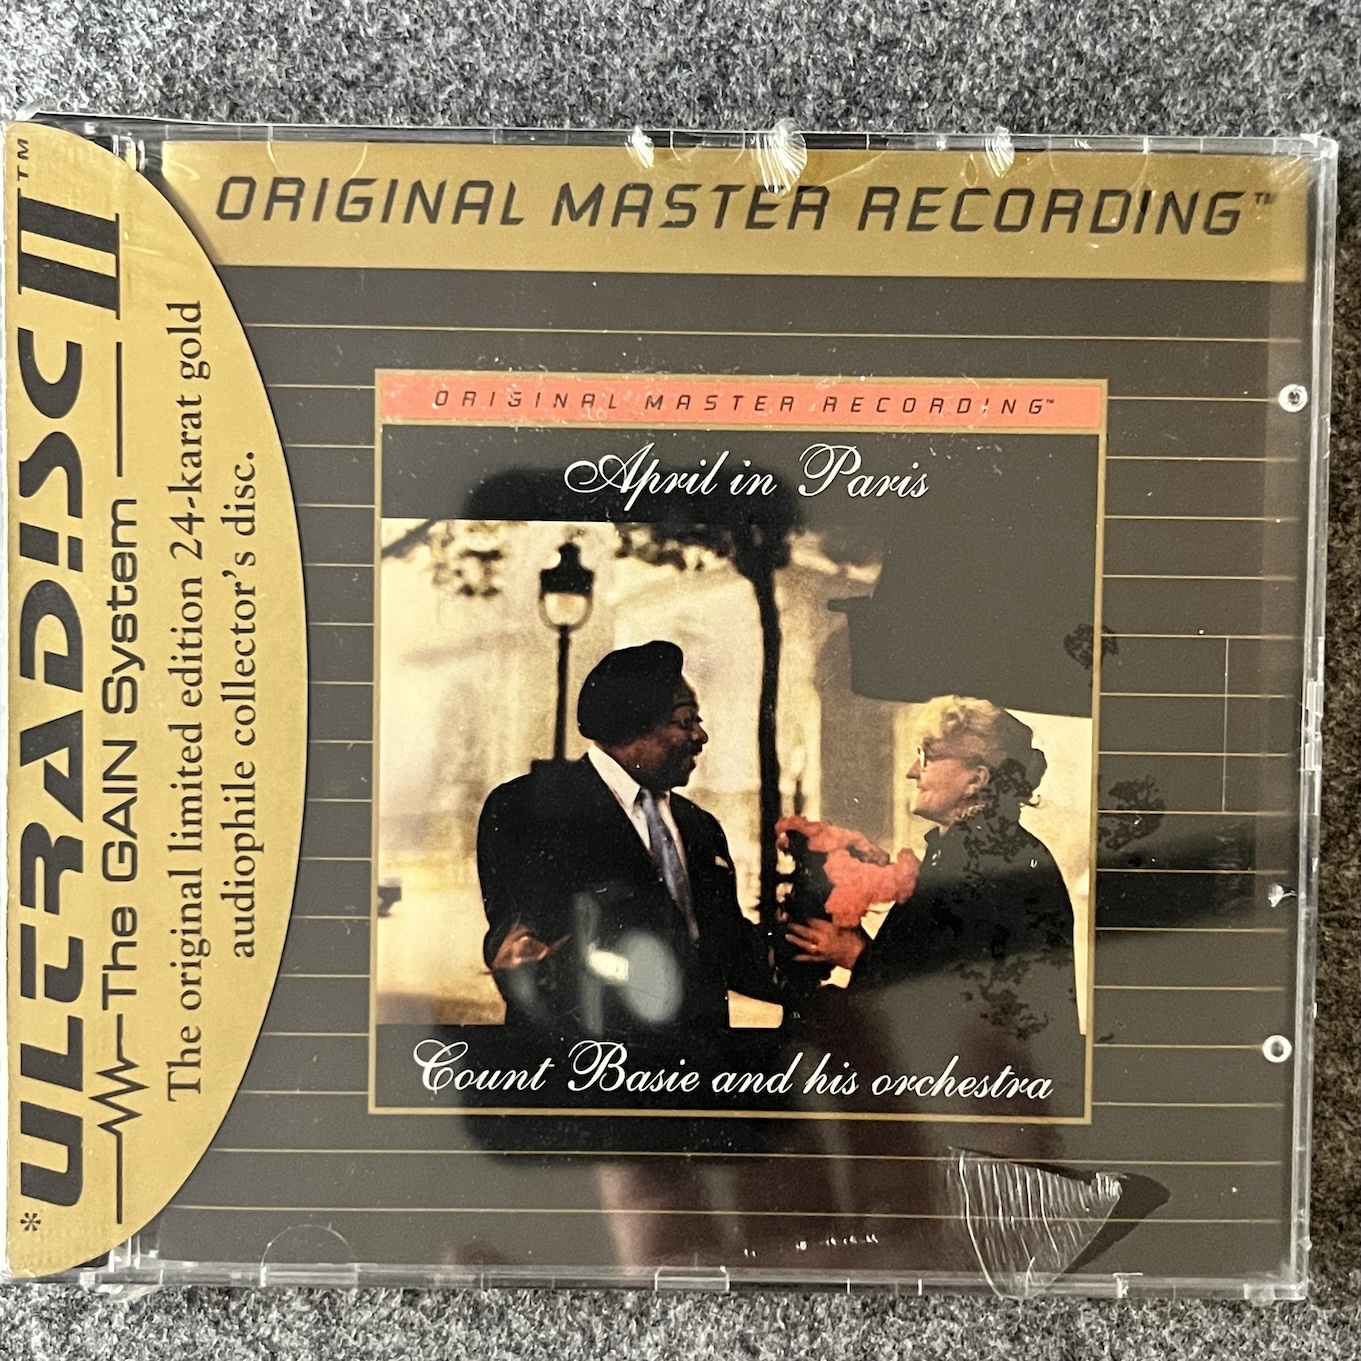 ORIGINAL MASTER RECORDING™
*ULTRADISC II™
The GAIN System
The original limited edition 24-karat gold
audiophile collector's disc.
ORIGINAL MASTER RECORDING™
April in Paris
Count Basie and his orchestra